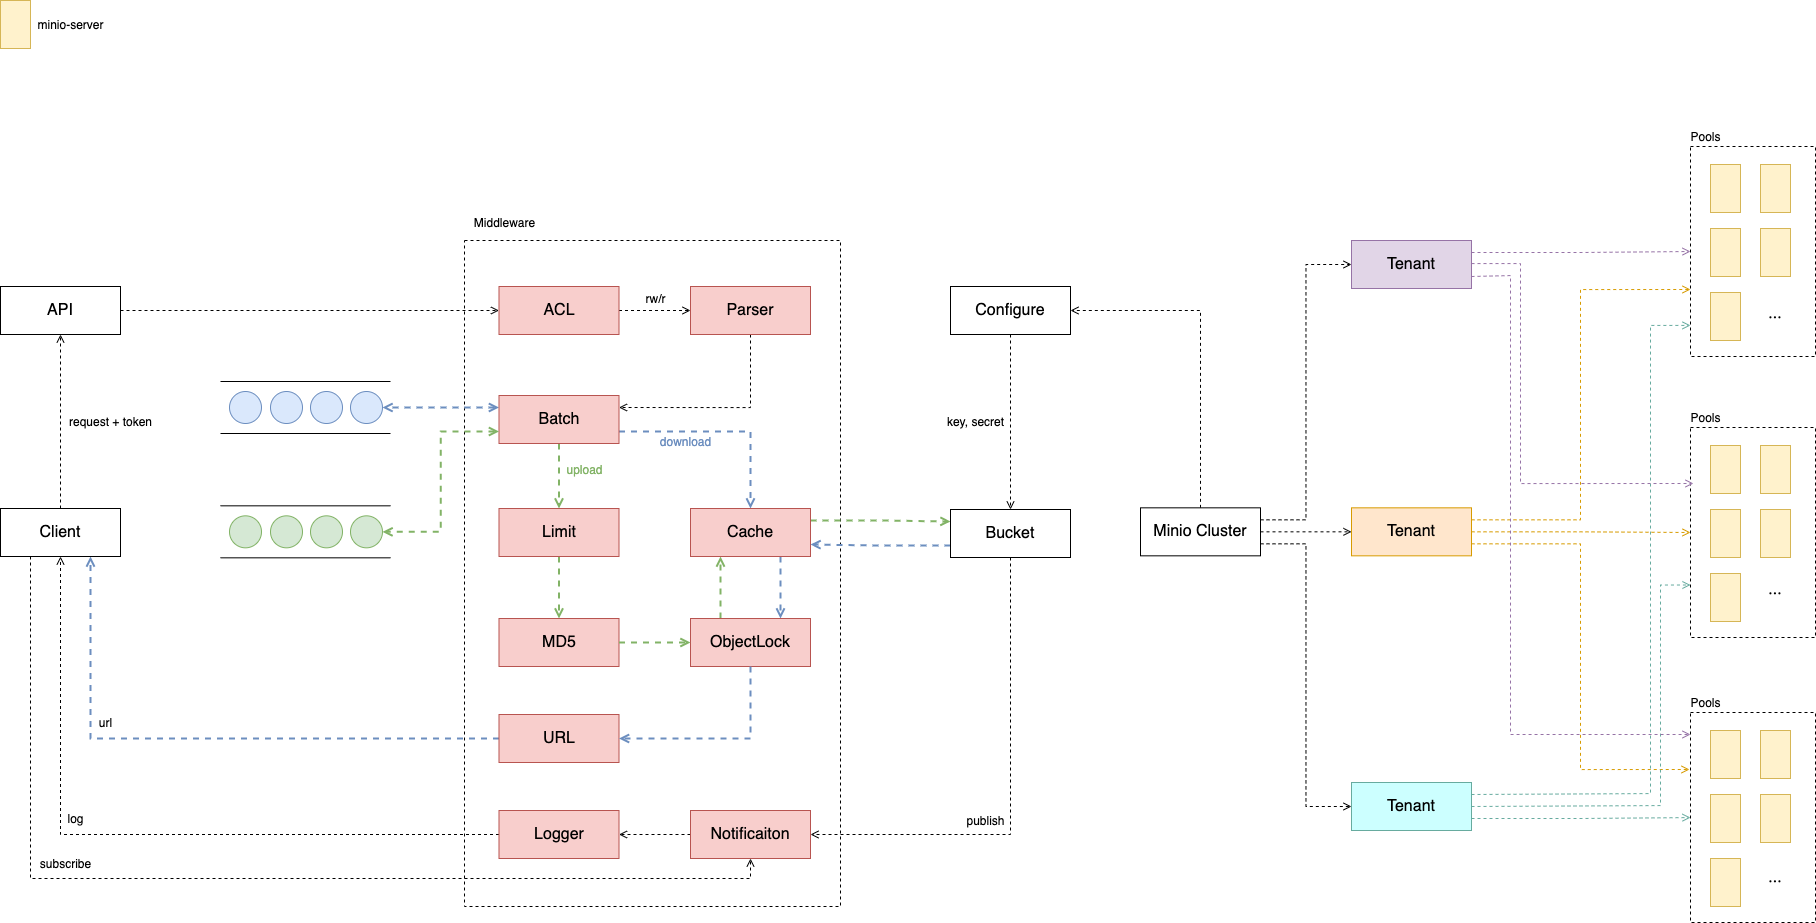 minio-server
Pools
...
Middleware
Tenant
API
ACL
rw/r
Parser
Configure
Batch
request + token
download
key, secret
Pools
upload
Client
Limit
Cache
Bucket
Minio Cluster
Tenant
...
MD5
ObjectLock
url
URL
Pools
log
Logger
Notificaiton
publish
Tenant
subscribe
...